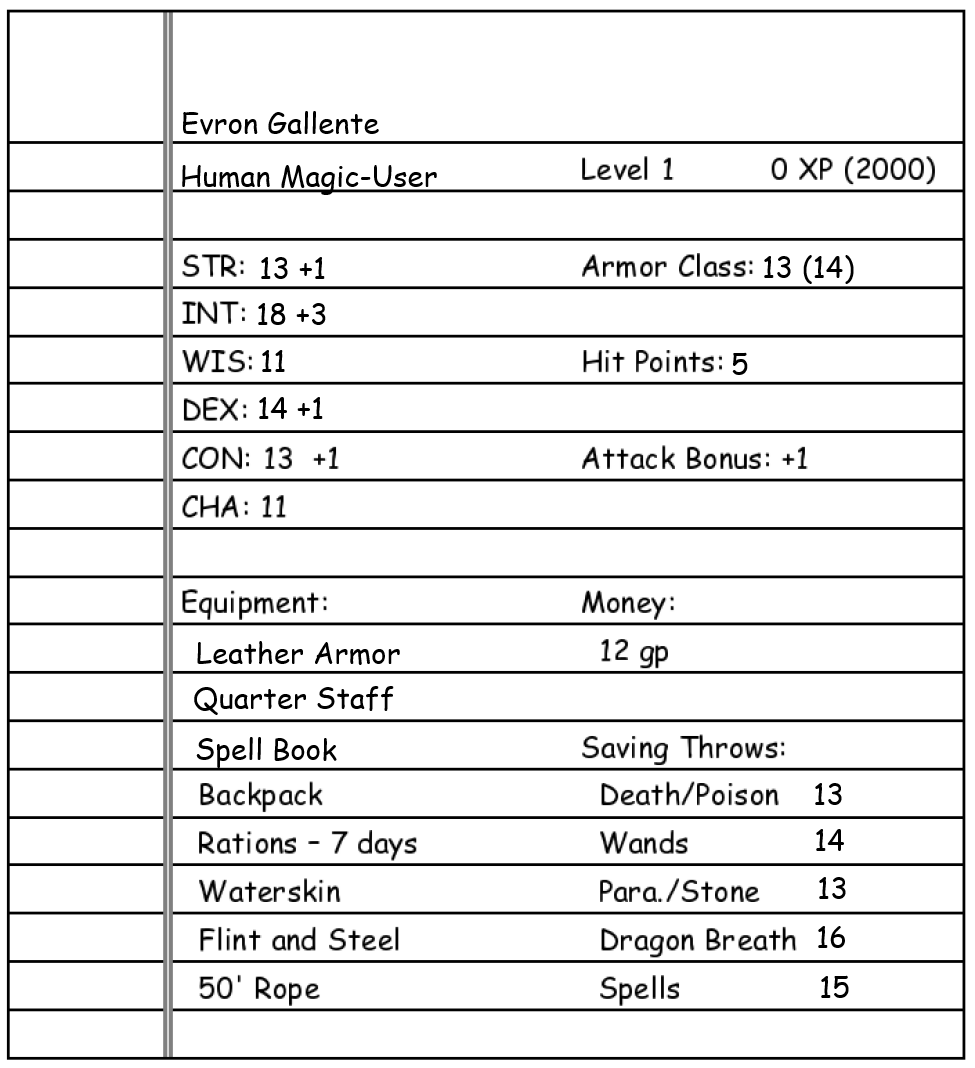 Evron Gallente
Human Magic-User Level 1 0 XP (2000)
STR: 13 +1 Armor Class: 13 (14)
INT: 18 +3
WIS: 11 Hit Points: 5
DEX: 14 +1
CON: 13 +1 Attack Bonus: +1
CHA: 11
Equipment: Money:
Leather Armor 12 gp
Quarter Staff
Spell Book Saving Throws:
Backpack Death/Poison 13
Rations – 7 days Wands 14
Waterskin Para./Stone 13
Flint and Steel Dragon Breath 16
50' Rope Spells 15